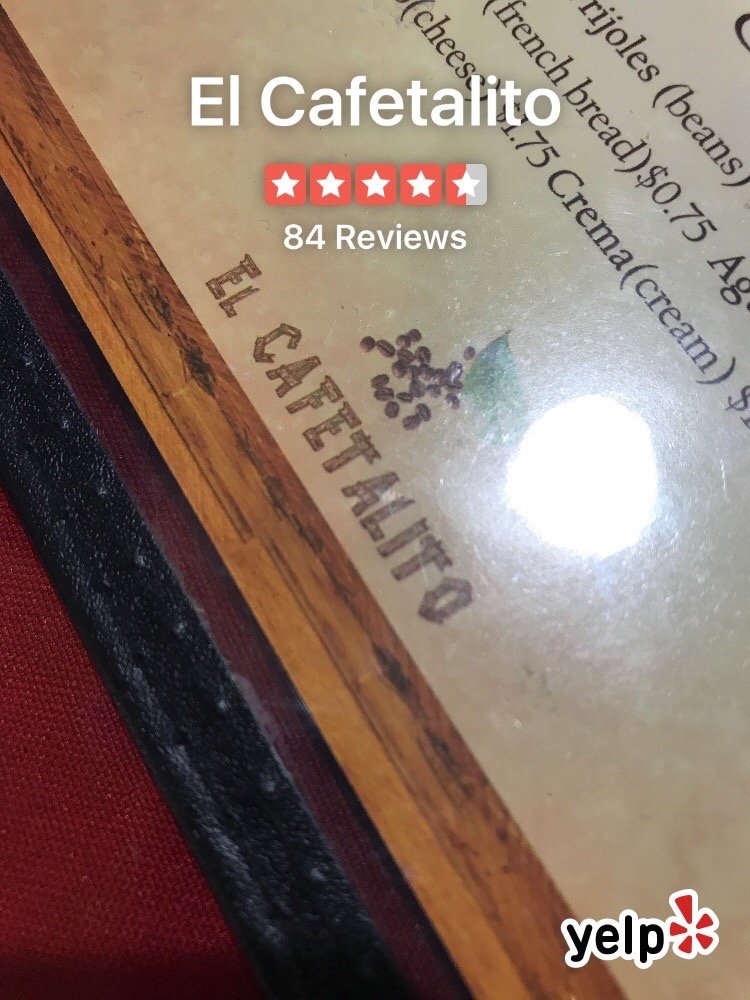 El Cafetalito
84 Reviews
rijoles (beans)
(french bread)$0.75
(cheese)$1.75 Crema(cream)
EL CAFETALITO
yelp